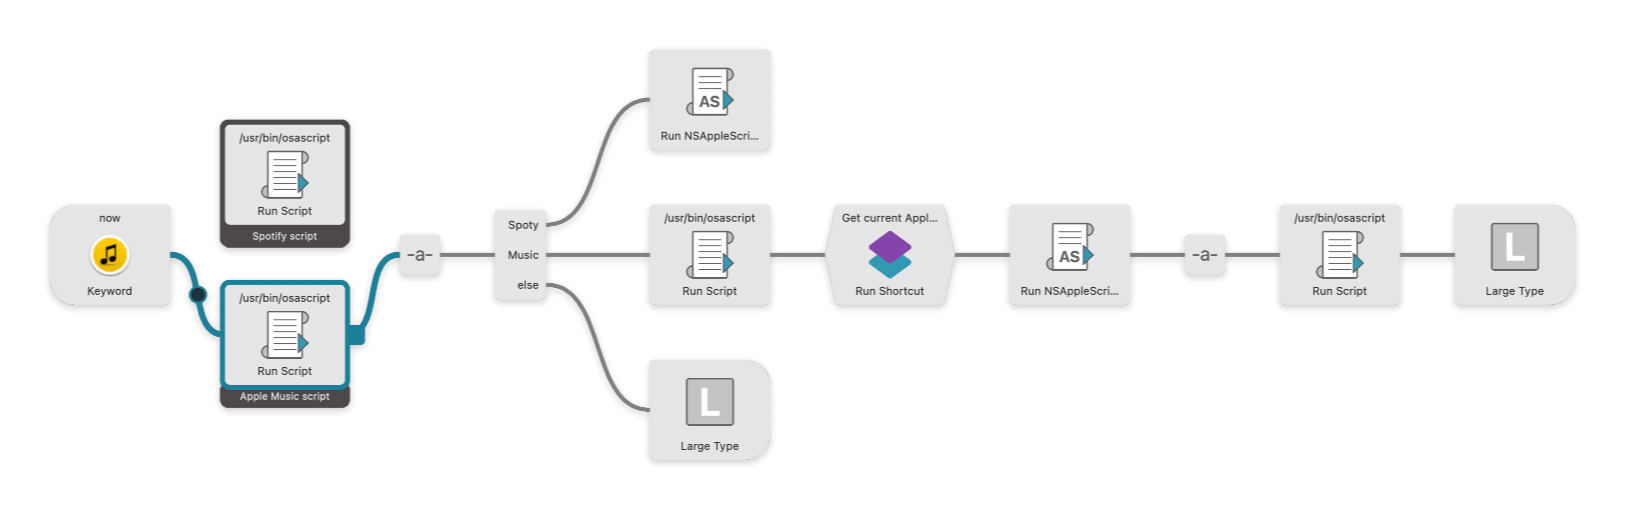 now
Keyword
/usr/bin/osascript
Run Script
Spotify script
/usr/bin/osascript
Run Script
Apple Music script
-a-
Spoty
Music
else
AS
Run NSAppleScri...
/usr/bin/osascript
Run Script
L
Large Type
Get current Appl...
Run Shortcut
AS
Run NSAppleScri...
-a-
/usr/bin/osascript
Run Script
L
Large Type